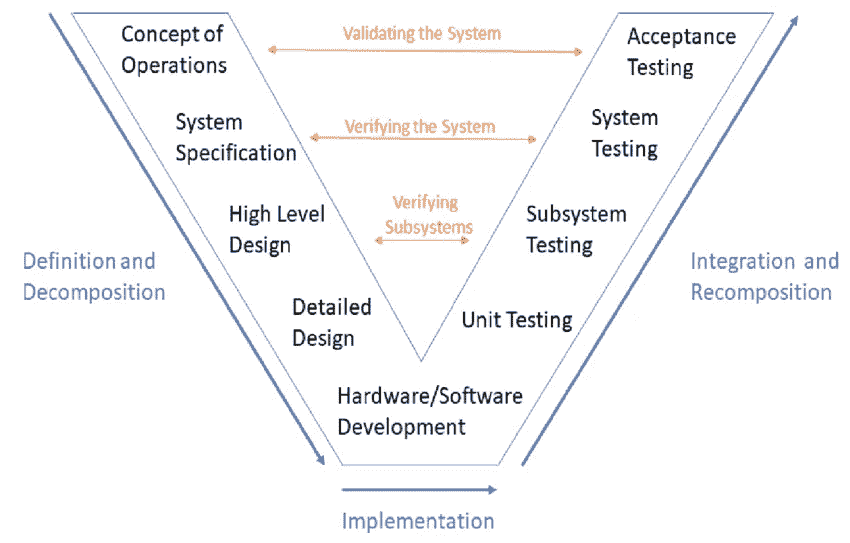 Concept of
Operations
Validating the System
Acceptance
Testing
System
Specification
Verifying the System
System
Testing
High Level
Design
Verifying
Subsystems
Subsystem
Testing
Definition and
Decomposition
Integration and
Recomposition
Detailed
Design
Unit Testing
Hardware/Software
Development
Implementation